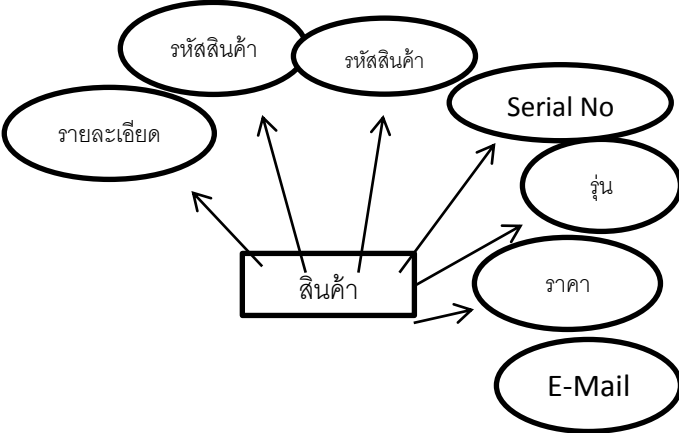 รหัสสินค้า
รหัสสินค้า
Serial No
รายละเอียด
รุ่น
สินค้า
ราคา
E-Mail